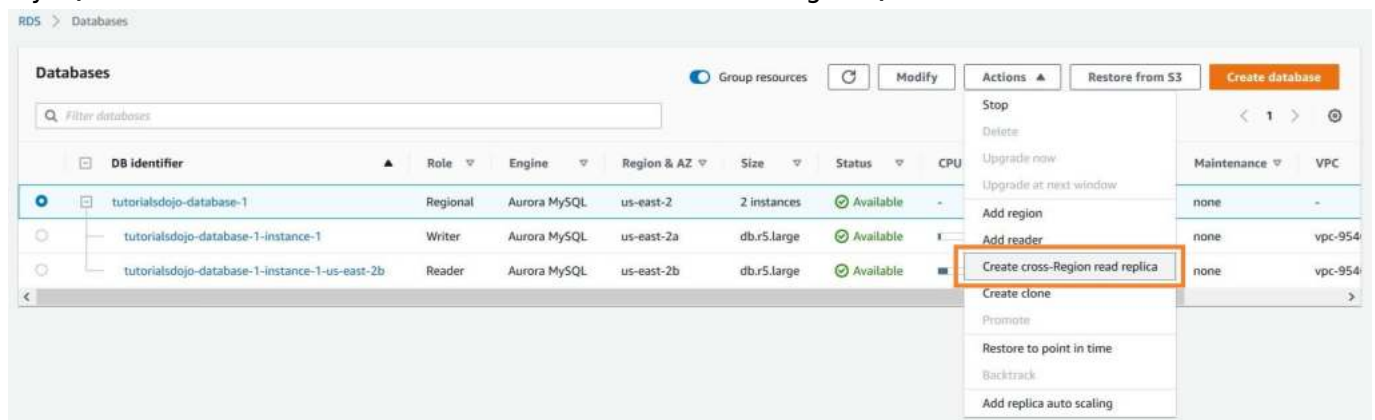 RDS > Databases
Databases
Group resources
Modify
Actions
Restore from S3
Create database
Filter databases
1
Stop
Delete
Upgrade now
Upgrade at next window
Add region
Add reader
Create cross-Region read replica
Create clone
Promote
Restore to point in time
Backtrack
Add replica auto scaling
DB identifier Role Engine Region & AZ Size Status CPU Maintenance VPC
tutorialsdojo-database-1 Regional Aurora MySQL us-east-2 2 instances Available - none -
tutorialsdojo-database-1-instance-1 Writer Aurora MySQL us-east-2a db.r5.large Available none vpc-954
tutorialsdojo-database-1-instance-1-us-east-2b Reader Aurora MySQL us-east-2b db.r5.large Available none vpc-954